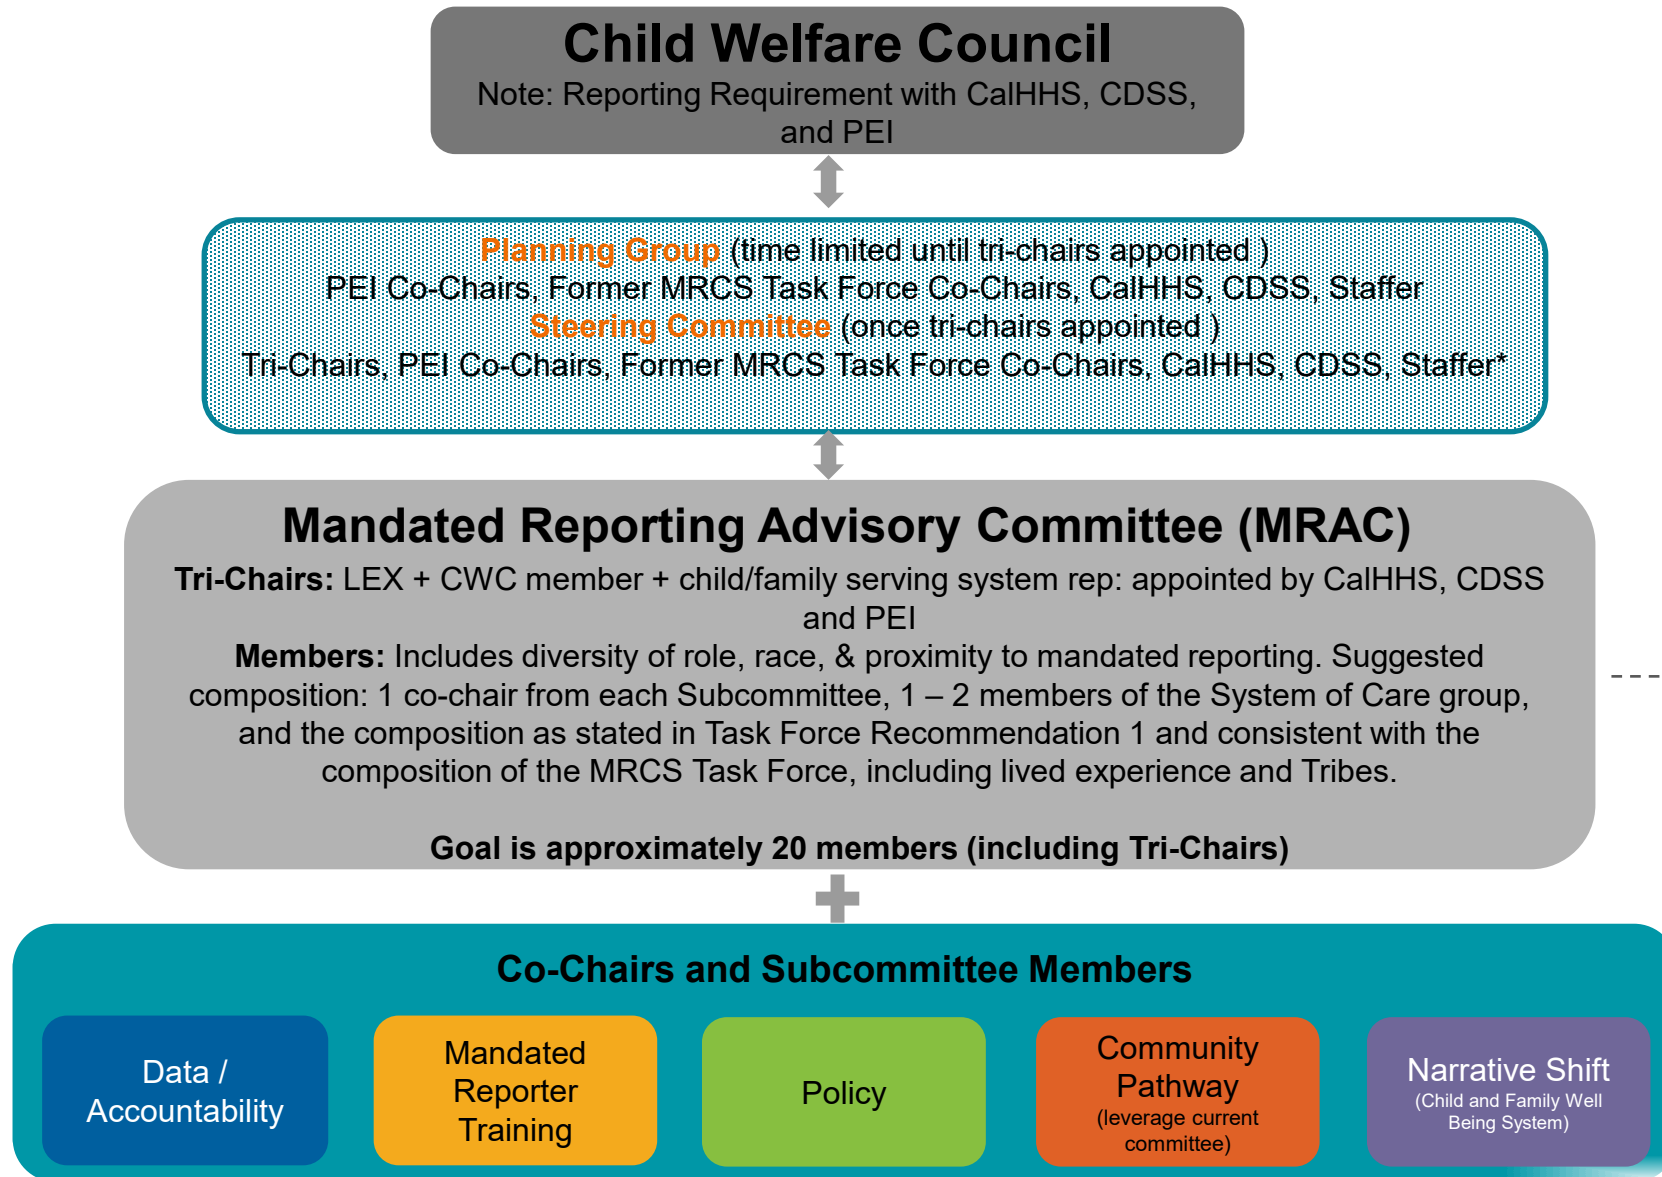 Child Welfare Council
Note: Reporting Requirement with CalHHS, CDSS,
and PEI
Planning Group (time limited until tri-chairs appointed )
PEI Co-Chairs, Former MRCS Task Force Co-Chairs, CalHHS, CDSS, Staffer
Steering Committee (once tri-chairs appointed )
Tri-Chairs, PEI Co-Chairs, Former MRCS Task Force Co-Chairs, CalHHS, CDSS, Staffer*
Mandated Reporting Advisory Committee (MRAC)
Tri-Chairs: LEX + CWC member + child/family serving system rep: appointed by CalHHS, CDSS
and PEI
Members: Includes diversity of role, race, & proximity to mandated reporting. Suggested
composition: 1 co-chair from each Subcommittee, 1 – 2 members of the System of Care group,
and the composition as stated in Task Force Recommendation 1 and consistent with the
composition of the MRCS Task Force, including lived experience and Tribes.
Goal is approximately 20 members (including Tri-Chairs)
Co-Chairs and Subcommittee Members
Data /
Accountability
Mandated
Reporter
Training
Policy
Community
Pathway
(leverage current
committee)
Narrative Shift
(Child and Family Well
Being System)